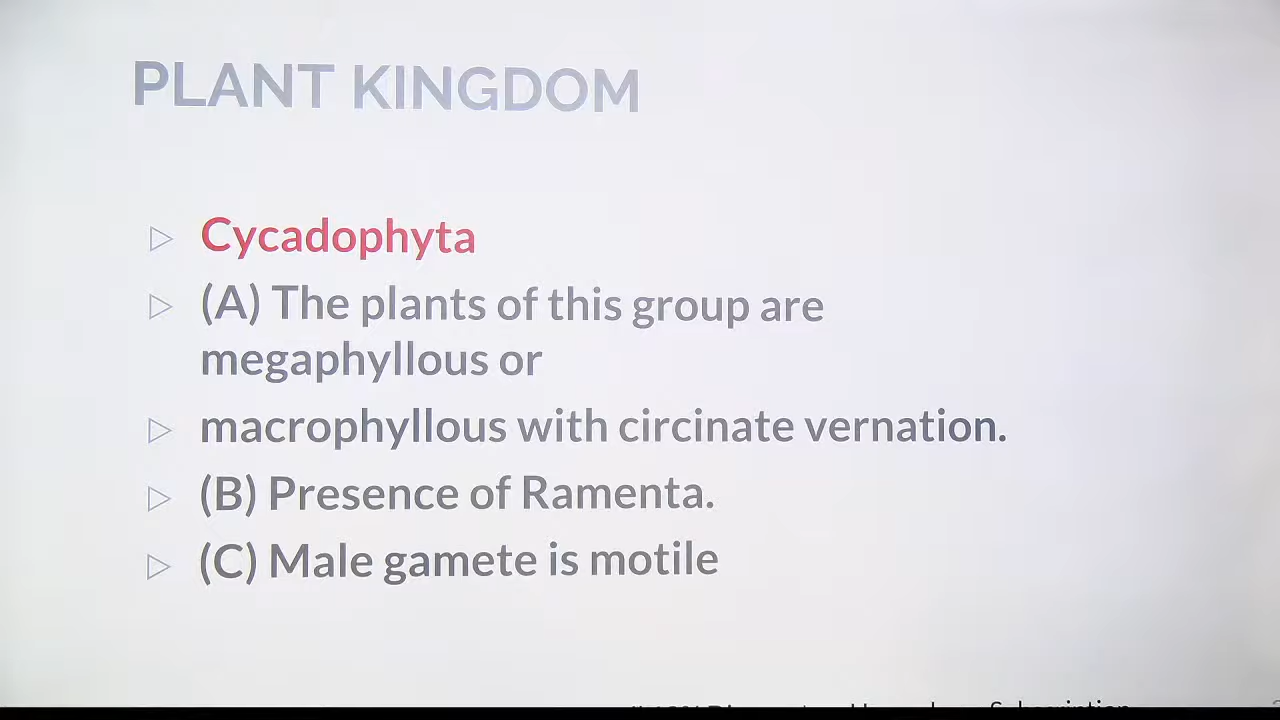 PLANT KINGDOM
Cycadophyta
(A) The plants of this group are
megaphyllous or
macrophyllous with circinate vernation.
(B) Presence of Ramenta.
(C) Male gamete is motile